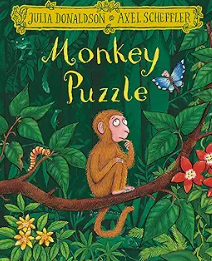 JULIA DONALDSON • AXEL SCHEFFLER
Monkey
Puzzle